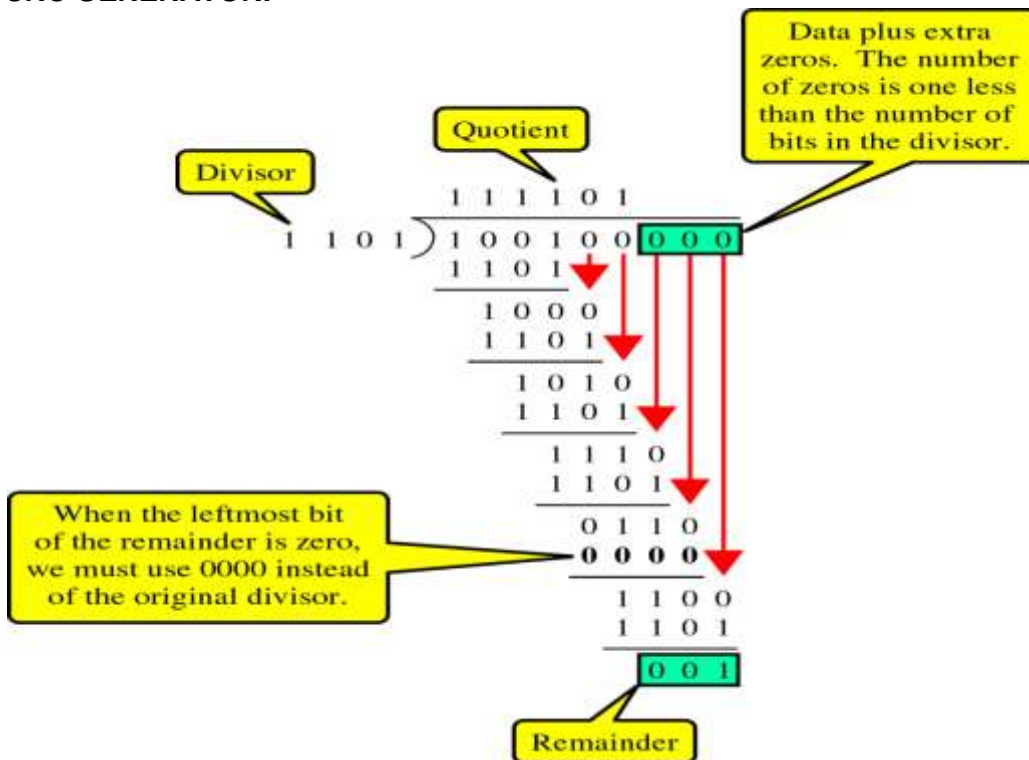 Data plus extra
zeros. The number
of zeros is one less
than the number of
bits in the divisor.
Quotient
Divisor
1 1 1 1 0 1
1 1 0 1 ) 1 0 0 1 0 0 0 0 0
1 1 0 1
1 0 0 0
1 1 0 1
1 0 1 0
1 1 0 1
1 1 1 0
1 1 0 1
When the leftmost bit
of the remainder is zero,
we must use 0000 instead
of the original divisor.
0 1 1 0
0 0 0 0
1 1 0 0
1 1 0 1
0 0 1
Remainder